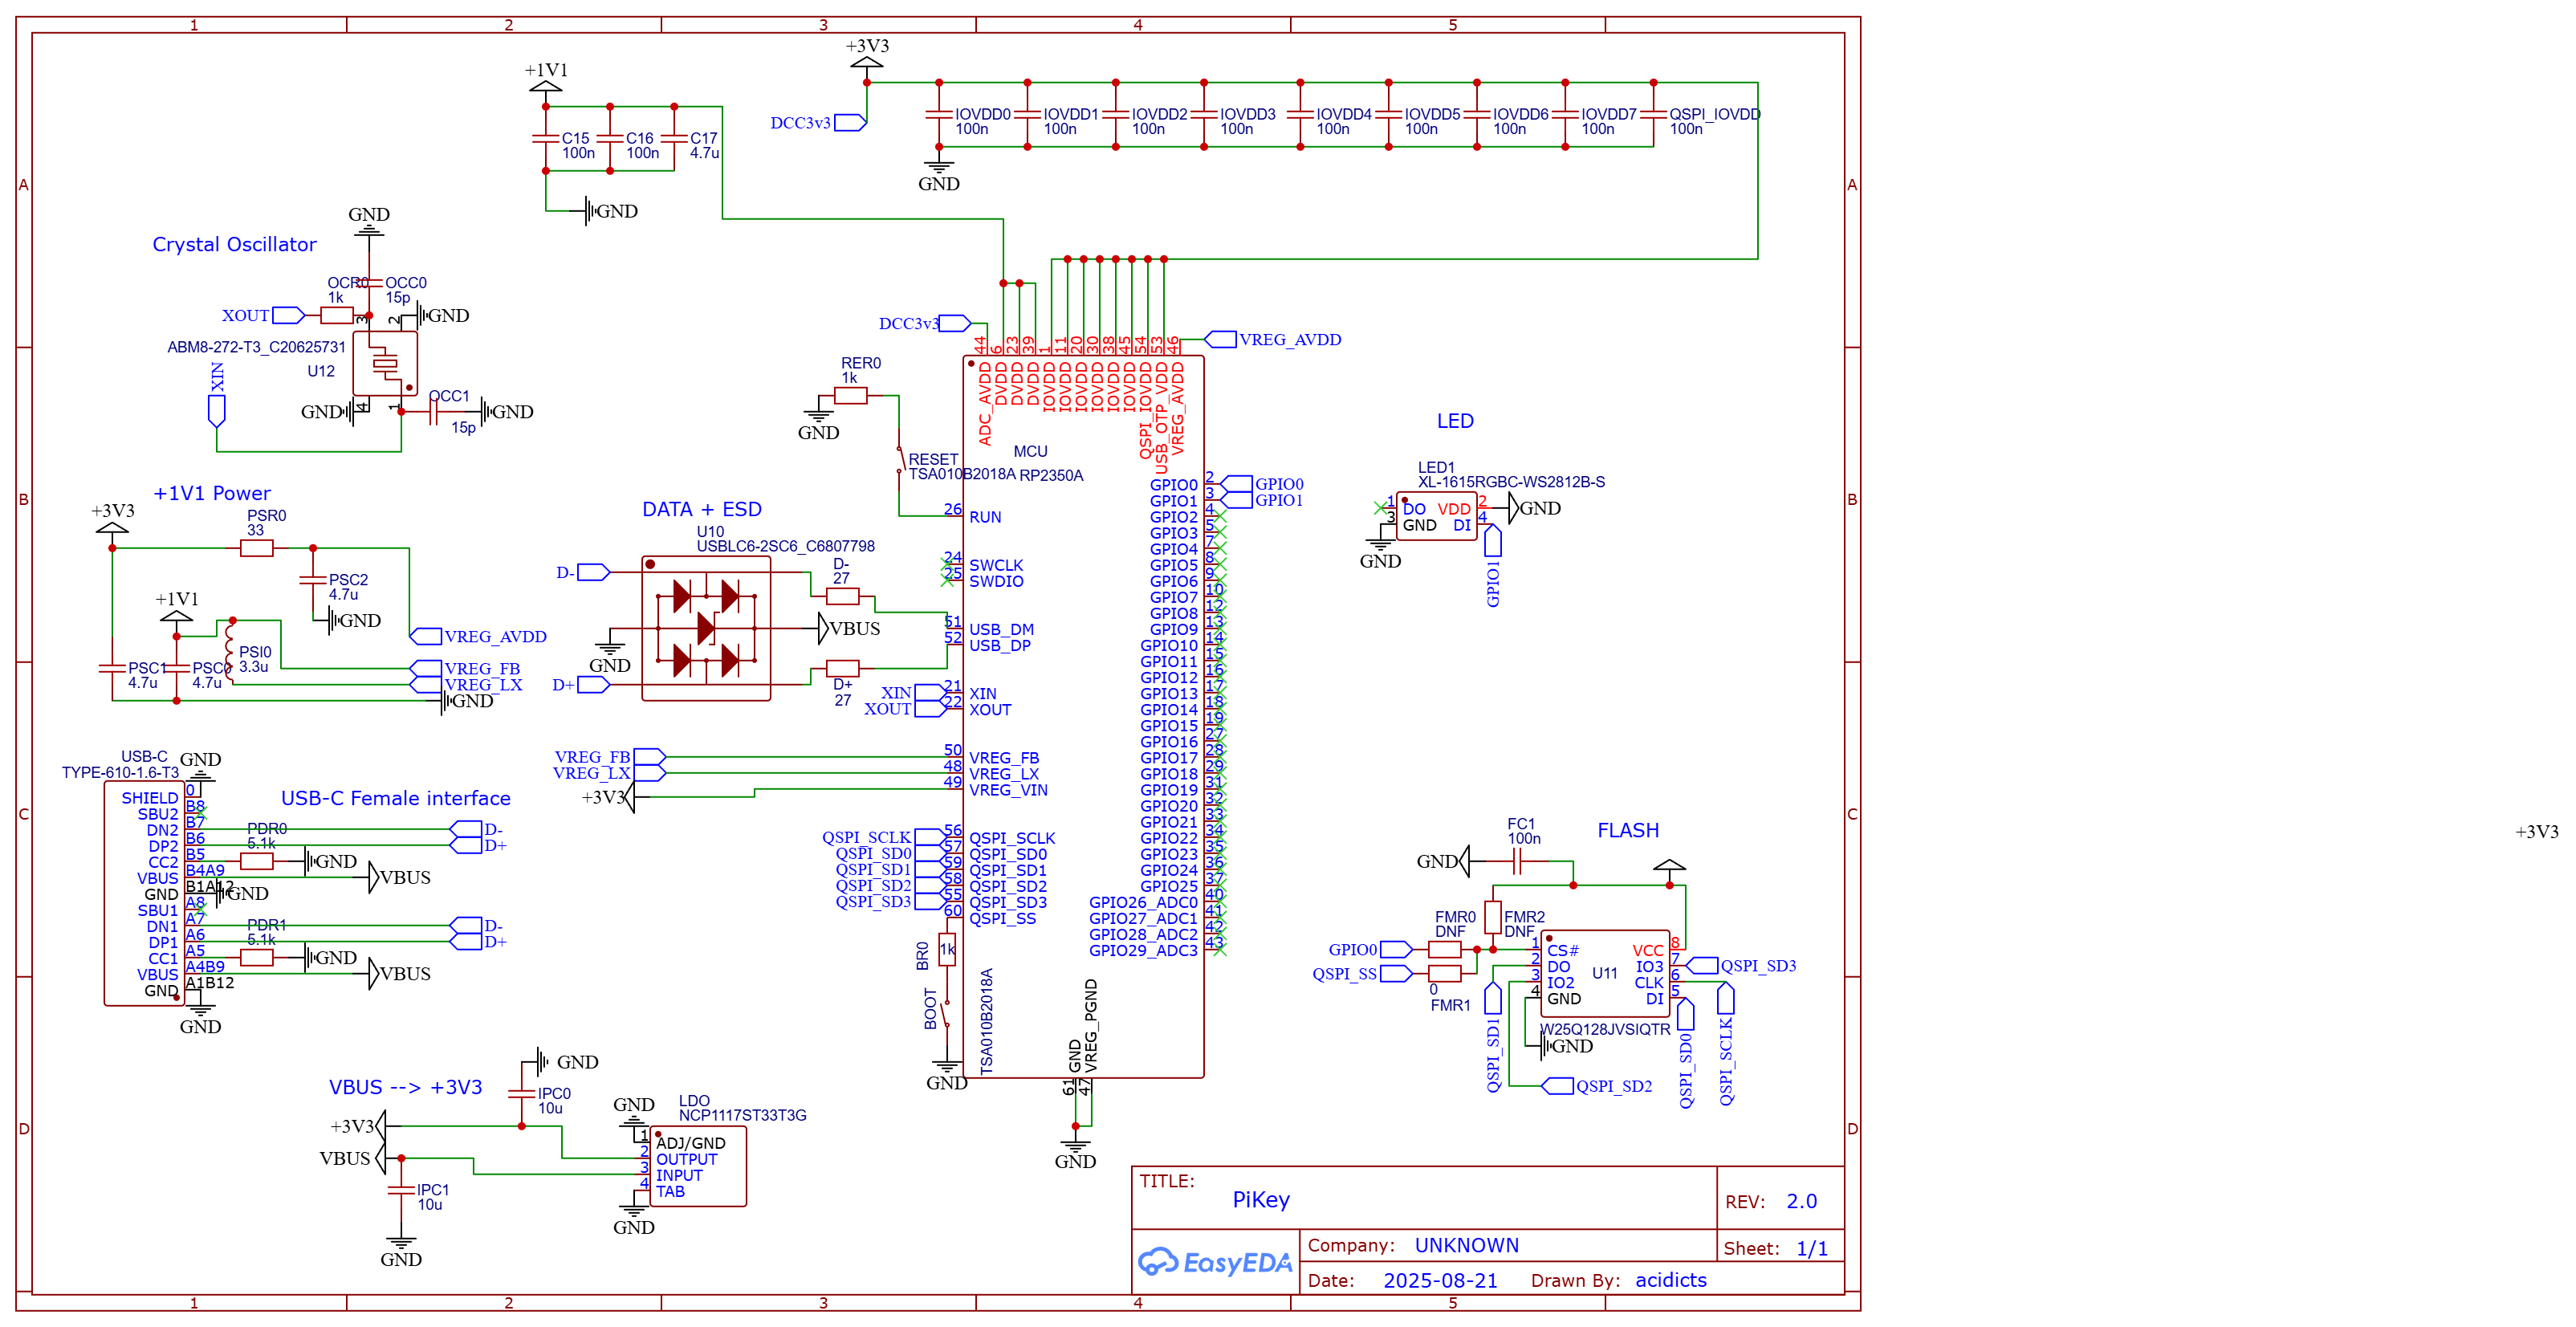 1 2 3 4 5
+3V3
+1V1
DCC3v3
IOVDD0 IOVDD1 IOVDD2 IOVDD3 IOVDD4 IOVDD5 IOVDD6 IOVDD7 QSPI_IOVDD
100n 100n 100n 100n 100n 100n 100n 100n 100n
C15 C16 C17
100n 100n 4.7u
GND
A A
GND
GND
Crystal Oscillator
OCR0 OCC0
1k 15p
XOUT
3 2
GND
ABM8-272-T3_C20625731
U12
XIN
GND
4 1
OCC1
15p
GND
DCC3v3
VREG_AVDD
44 6 23 39 1 11 20 30 38 45 54 53 46
ADC_AVDD DVDD DVDD DVDD IOVDD IOVDD IOVDD IOVDD IOVDD IOVDD QSPI_IOVDD USB_OTP_VDD VREG_AVDD
RER0
1k
GND
RESET
TSA010B2018A
MCU
RP2350A
26 RUN
24 SWCLK
25 SWDIO
51 USB_DM
52 USB_DP
21 XIN
22 XOUT
50 VREG_FB
48 VREG_LX
49 VREG_VIN
56 QSPI_SCLK
57 QSPI_SD0
59 QSPI_SD1
58 QSPI_SD2
55 QSPI_SD3
60 QSPI_SS
GPIO0 2 GPIO0
GPIO1 3 GPIO1
GPIO2 4
GPIO3 5
GPIO4 7
GPIO5 8
GPIO6 9
GPIO7 10
GPIO8 12
GPIO9 13
GPIO10 14
GPIO11 15
GPIO12 16
GPIO13 17
GPIO14 18
GPIO15 19
GPIO16 27
GPIO17 28
GPIO18 29
GPIO19 31
GPIO20 32
GPIO21 33
GPIO22 34
GPIO23 35
GPIO24 36
GPIO25 37
GPIO26_ADC0 40
GPIO27_ADC1 41
GPIO28_ADC2 42
GPIO29_ADC3 43
GND VREG_PGND
61 47
GND
LED
LED1
XL-1615RGBC-WS2812B-S
1 DO VDD 2 GND
3 GND DI 4
GND
GPIO1
B B
+1V1 Power
+3V3
PSR0
33
PSC2
4.7u
GND
+1V1
VREG_AVDD
PSI0
3.3u
PSC1 PSC0
4.7u 4.7u
VREG_FB
VREG_LX
GND
DATA + ESD
U10
USBLC6-2SC6_C6807798
D-
D-
27
VBUS
GND
D+
D+
27
XIN
XOUT
VREG_FB
VREG_LX
+3V3
QSPI_SCLK
QSPI_SD0
QSPI_SD1
QSPI_SD2
QSPI_SD3
BR0
1k
BOOT
TSA010B2018A
GND
C C
USB-C
TYPE-610-1.6-T3
GND
USB-C Female interface
SHIELD 0
SBU2 B8
DN2 B7 D-
DP2 B6 D+
CC2 B5
VBUS B4A9 VBUS
GND B1A12 GND
SBU1 A8
DN1 A7 D-
DP1 A6 D+
CC1 A5
VBUS A4B9 VBUS
GND A1B12
PDR0
5.1k
GND
PDR1
5.1k
GND
GND
FLASH
+3V3
FC1
100n
GND
FMR0 FMR2
DNF DNF
GPIO0
QSPI_SS
0
FMR1
1 CS# VCC 8
2 DO IO3 7 QSPI_SD3
3 IO2 CLK 6
4 GND DI 5
U11
W25Q128JVSIQTR
GND
QSPI_SD1
QSPI_SD2
QSPI_SD0
QSPI_SCLK
D D
VBUS --> +3V3
GND
IPC0
10u
+3V3
VBUS
IPC1
10u
GND
LDO
NCP1117ST33T3G
GND
1 ADJ/GND
2 OUTPUT
3 INPUT
4 TAB
GND
TITLE:
PiKey
REV: 2.0
EasyEDA
Company: UNKNOWN
Sheet: 1/1
Date: 2025-08-21 Drawn By: acidicts
1 2 3 4 5